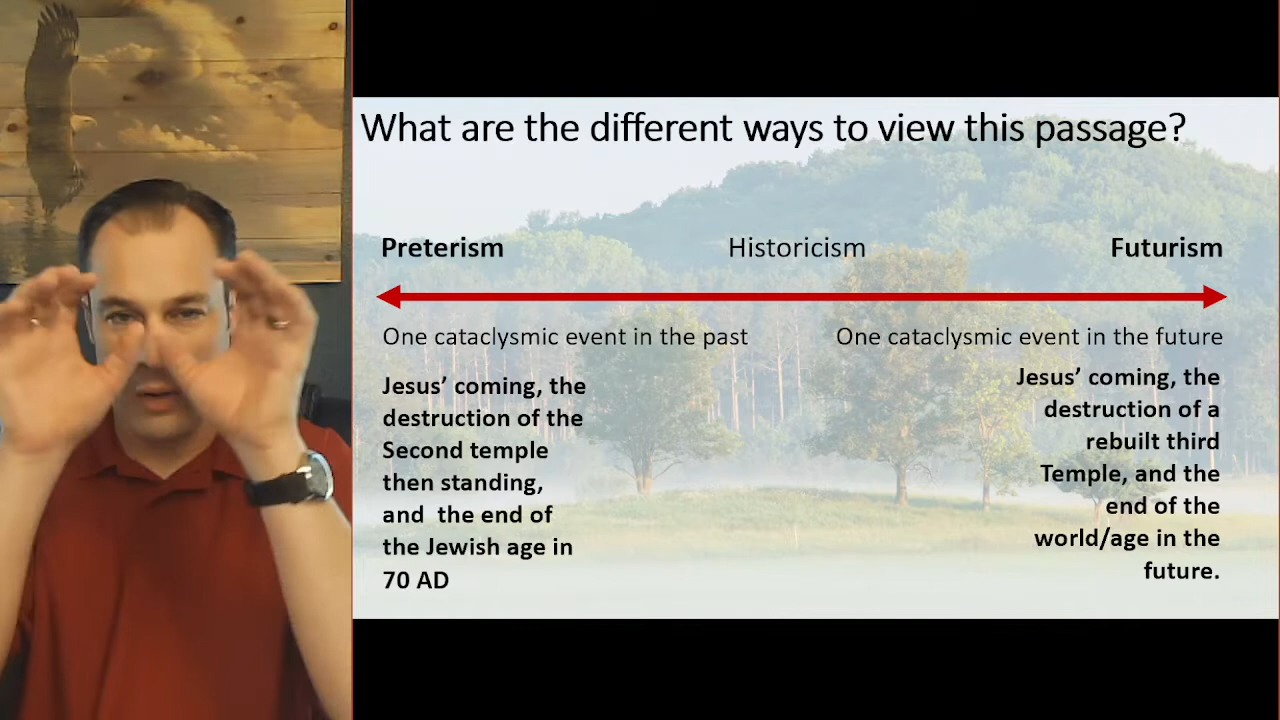 What are the different ways to view this passage?
Preterism Historicism Futurism
One cataclysmic event in the past
Jesus’ coming, the
destruction of the
Second temple
then standing,
and the end of
the Jewish age in
70 AD
One cataclysmic event in the future
Jesus’ coming, the
destruction of a
rebuilt third
Temple, and the
end of the
world/age in the
future.